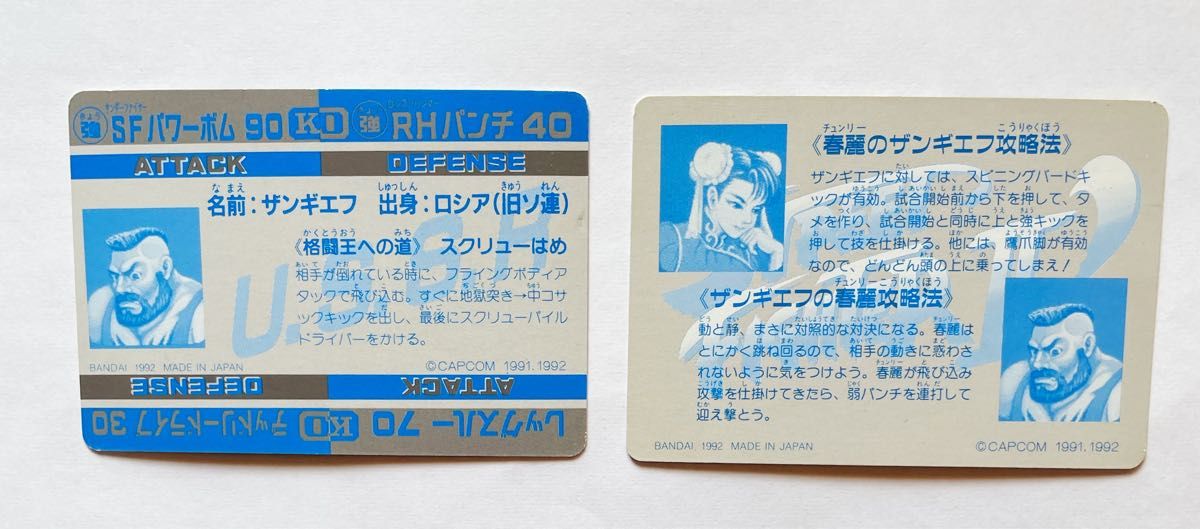 強 SFパワーボム 90 KO 強 RHパンチ 40
ATTACK DEFENSE
名前:ザンギエフ 出身:ロシア(旧ソ連)
《格闘王への道》 スクリューはめ
相手が倒れている時に、フライングボディア
タックで飛び込む。すぐに地獄突き→中コサ
ックキックを出し、最後にスクリューパイル
ドライバーをかける。
BANDAI 1992 MADE IN JAPAN ©CAPCOM 1991.1992
ATTACK DEFENSE
レッグスルー 70 KO デッドリードライブ 30
《春麗のザンギエフ攻略法》
ザンギエフに対しては、スピニングバードキ
ックが有効。試合開始前から下を押して、タ
メを作り、試合開始と同時に上と強キックを
押して技を仕掛ける。他には、鷹爪脚が有効
なので、どんどん頭の上に乗ってしまえ!
《ザンギエフの春麗攻略法》
動と静、まさに対照的な対決になる。春麗は
とにかく跳ね回るので、相手の動きに惑わさ
れないように気をつけよう。春麗が飛び込み
攻撃を仕掛けてきたら、弱パンチを連打して
迎え撃とう。
BANDAI 1992 MADE IN JAPAN ©CAPCOM 1991.1992